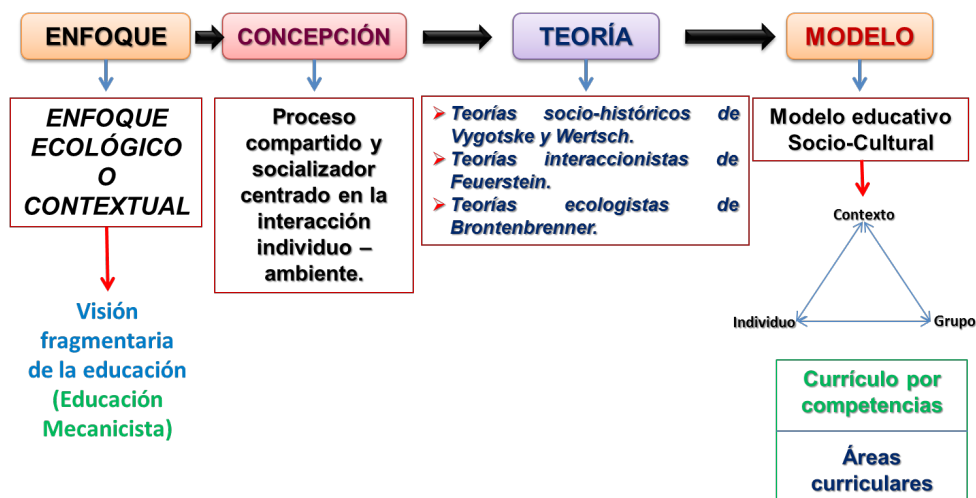 ENFOQUE
CONCEPCIÓN
TEORÍA
MODELO
ENFOQUE
ECOLÓGICO
O
CONTEXTUAL
Visión
fragmentaria
de la educación
(Educación
Mecanicista)
Proceso
compartido y
socializador
centrado en la
interacción
individuo –
ambiente.
Teorías socio-históricos de
Vygotske y Wertsch.
Teorías interaccionistas de
Feuerstein.
Teorías ecologistas de
Brontenbrenner.
Modelo educativo
Socio-Cultural
Contexto
Individuo
Grupo
Currículo por
competencias
Áreas
curriculares